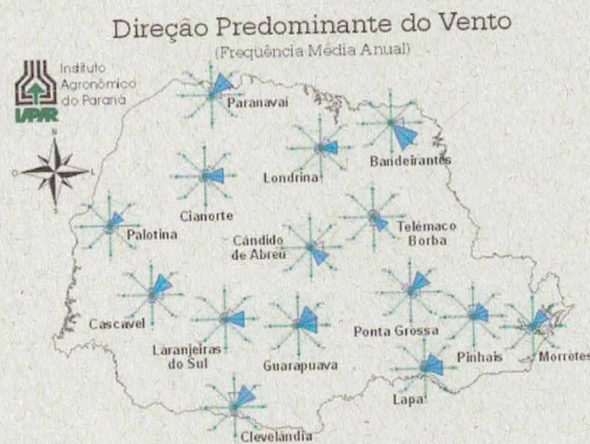 Direção Predominante do Vento
(Freqüência Média Anual)
Instituto
Agronômico
do Paraná
IAPAR
N
O
L
S
Paranavaí
Londrina
Bandeirantes
Cianorte
Palotina
Cândido
de Abreu
Telêmaco
Borba
Cascavel
Laranjeiras
do Sul
Guarapuava
Ponta Grossa
Pinhais
Morretes
Lapa
Clevelândia